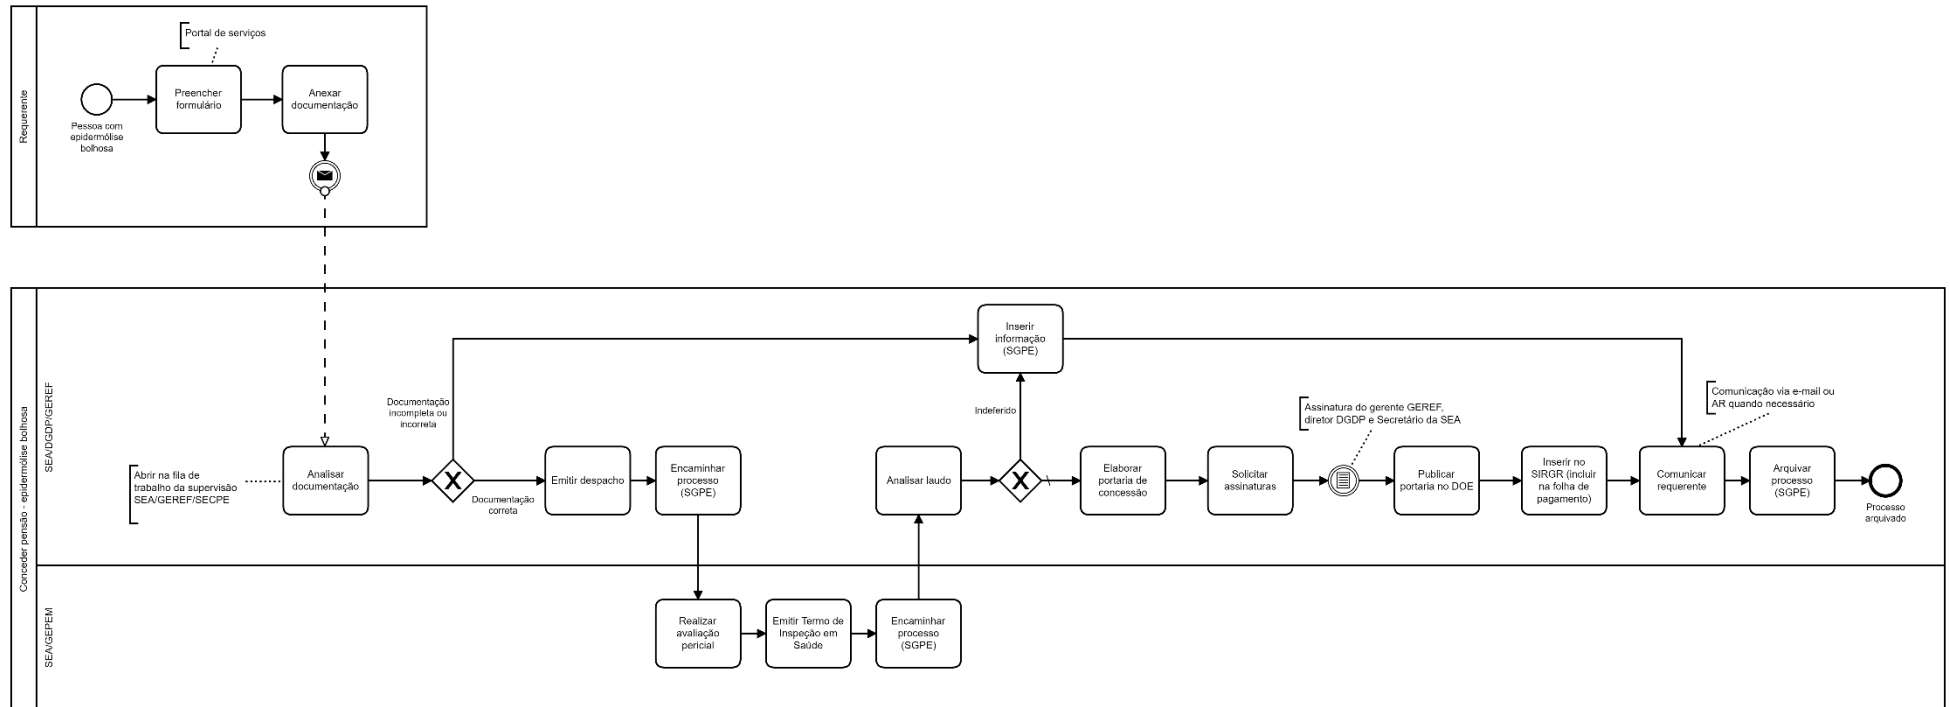 Requerente
Portal de serviços
Pessoa com
epidermólise
bolhosa
Preencher
formulário
Anexar
documentação
Conceder pensão - epidermólise bolhosa
SEA/DGDP/GEREF
Abrir na fila de
trabalho da supervisão
SEA/GEREF/SECPE
Analisar
documentação
Documentação
incompleta ou
incorreta
X
Documentação
correta
Emitir despacho
Encaminhar
processo
(SGPE)
Analisar laudo
Inserir
informação
(SGPE)
Indeferido
X
Elaborar
portaria de
concessão
Solicitar
assinaturas
Assinatura do gerente GEREF,
diretor DGDP e Secretário da SEA
Publicar
portaria no DOE
Inserir no
SIRGR (incluir
na folha de
pagamento)
Comunicação via e-mail ou
AR quando necessário
Comunicar
requerente
Arquivar
processo
(SGPE)
Processo
arquivado
SEA/GEPEM
Realizar
avaliação
pericial
Emitir Termo de
Inspeção em
Saúde
Encaminhar
processo
(SGPE)